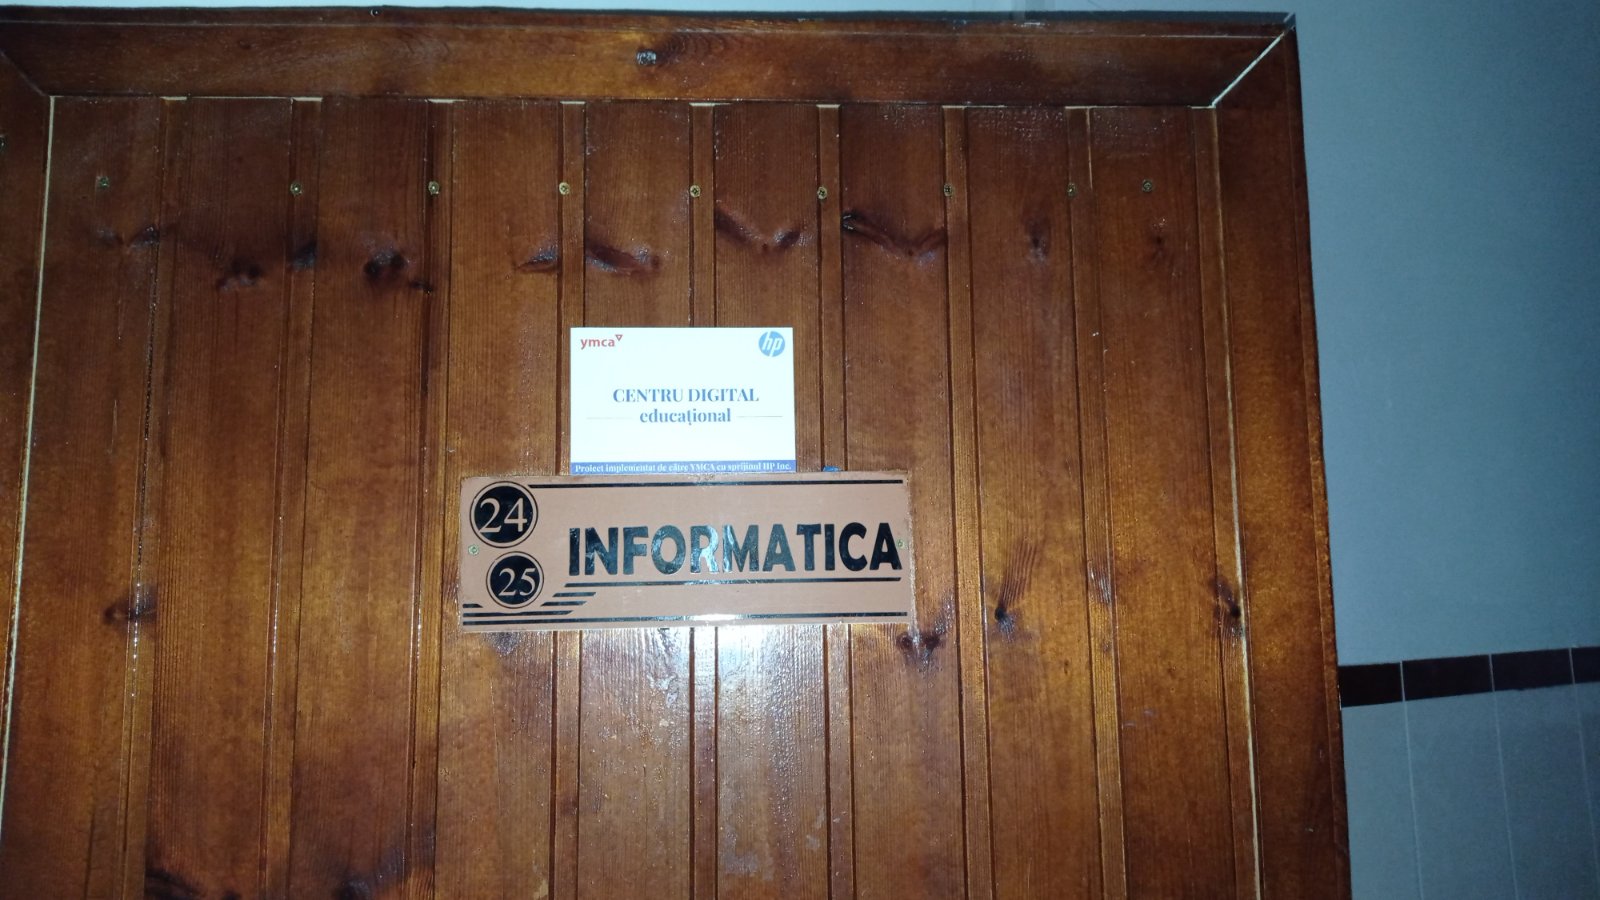 ymca
hp
CENTRU DIGITAL
educațional
Proiect implementat de către YMCA cu sprijinul HP Inc.
24
25
INFORMATICA